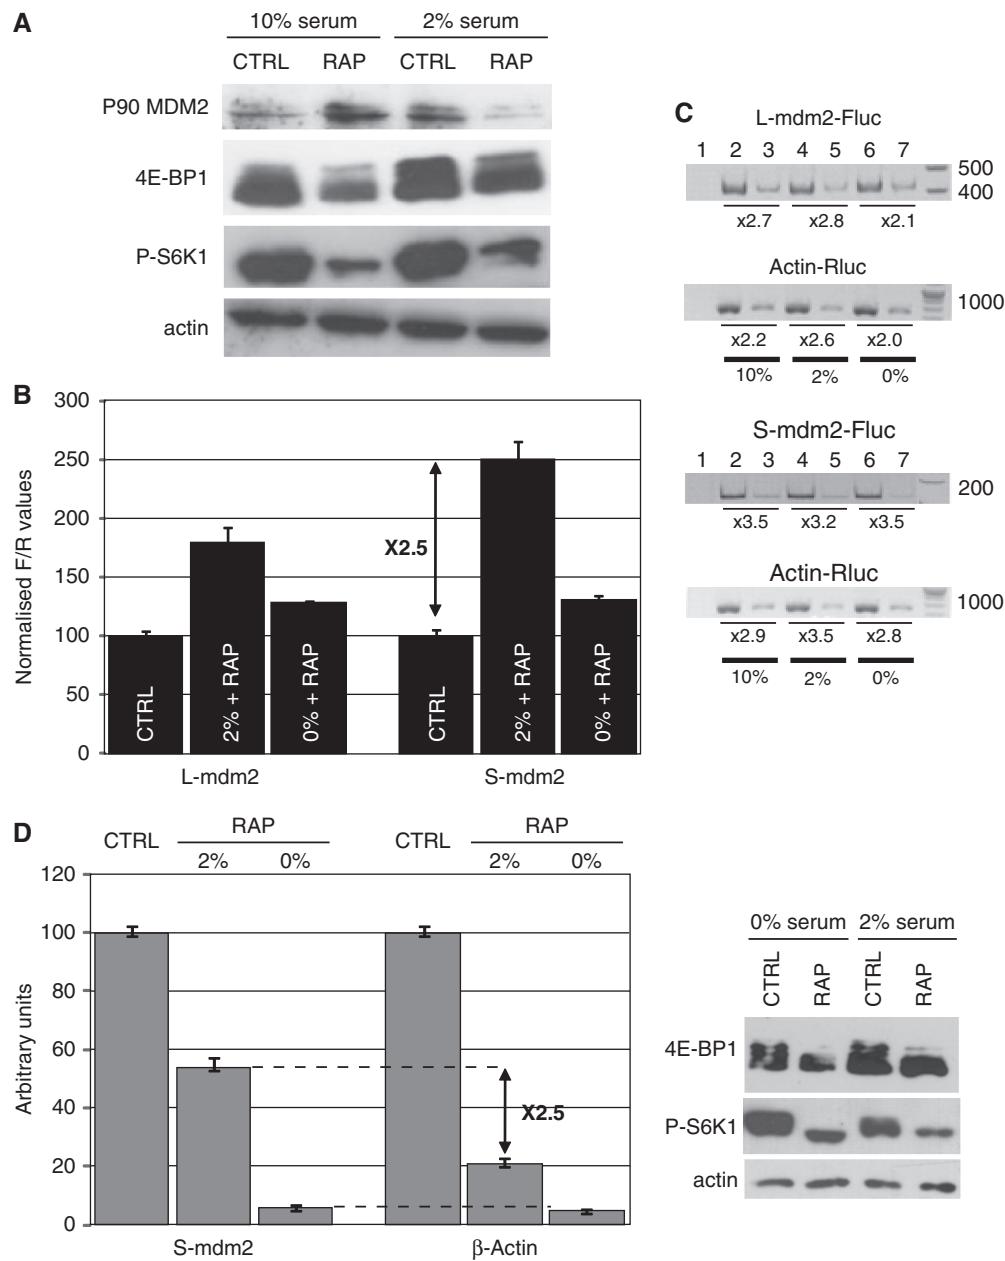 A
10% serum 2% serum
CTRL RAP CTRL RAP
P90 MDM2
4E-BP1
P-S6K1
actin
B
Normalised F/R values
300
250
200
150
100
50
0
X2.5
CTRL
2% + RAP
0% + RAP
CTRL
2% + RAP
0% + RAP
L-mdm2 S-mdm2
C
L-mdm2-Fluc
1 2 3 4 5 6 7
500
400
x2.7 x2.8 x2.1
Actin-Rluc
1000
x2.2 x2.6 x2.0
10% 2% 0%
S-mdm2-Fluc
1 2 3 4 5 6 7
200
x3.5 x3.2 x3.5
Actin-Rluc
1000
x2.9 x3.5 x2.8
10% 2% 0%
D
CTRL RAP CTRL RAP
2% 0% 2% 0%
Arbitrary units
120
100
80
60
40
20
0
X2.5
S-mdm2 β-Actin
0% serum 2% serum
CTRL RAP CTRL RAP
4E-BP1
P-S6K1
actin